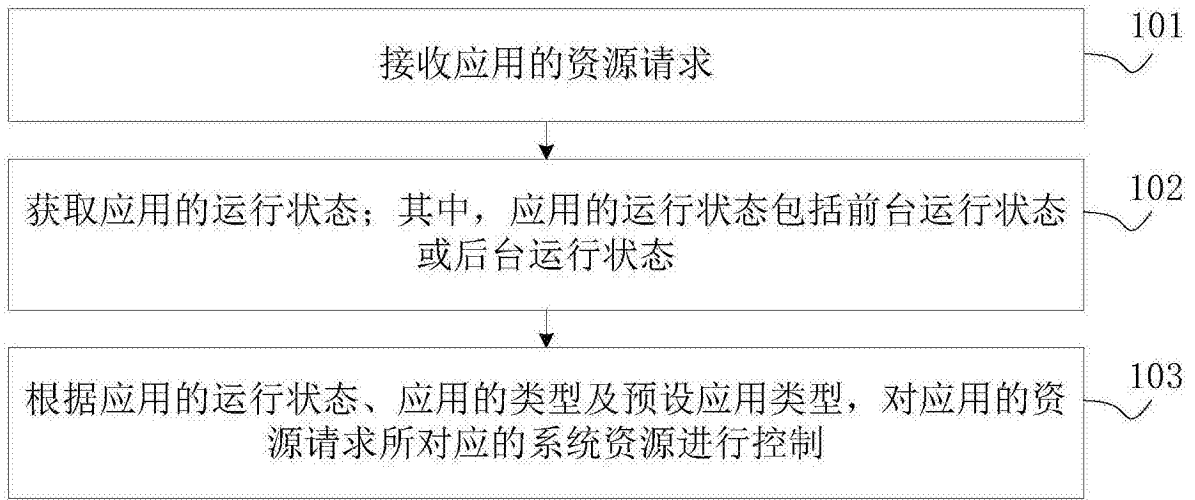 接收应用的资源请求
101
获取应用的运行状态；其中，应用的运行状态包括前台运行状态
或后台运行状态
102
根据应用的运行状态、应用的类型及预设应用类型，对应用的资
源请求所对应的系统资源进行控制
103